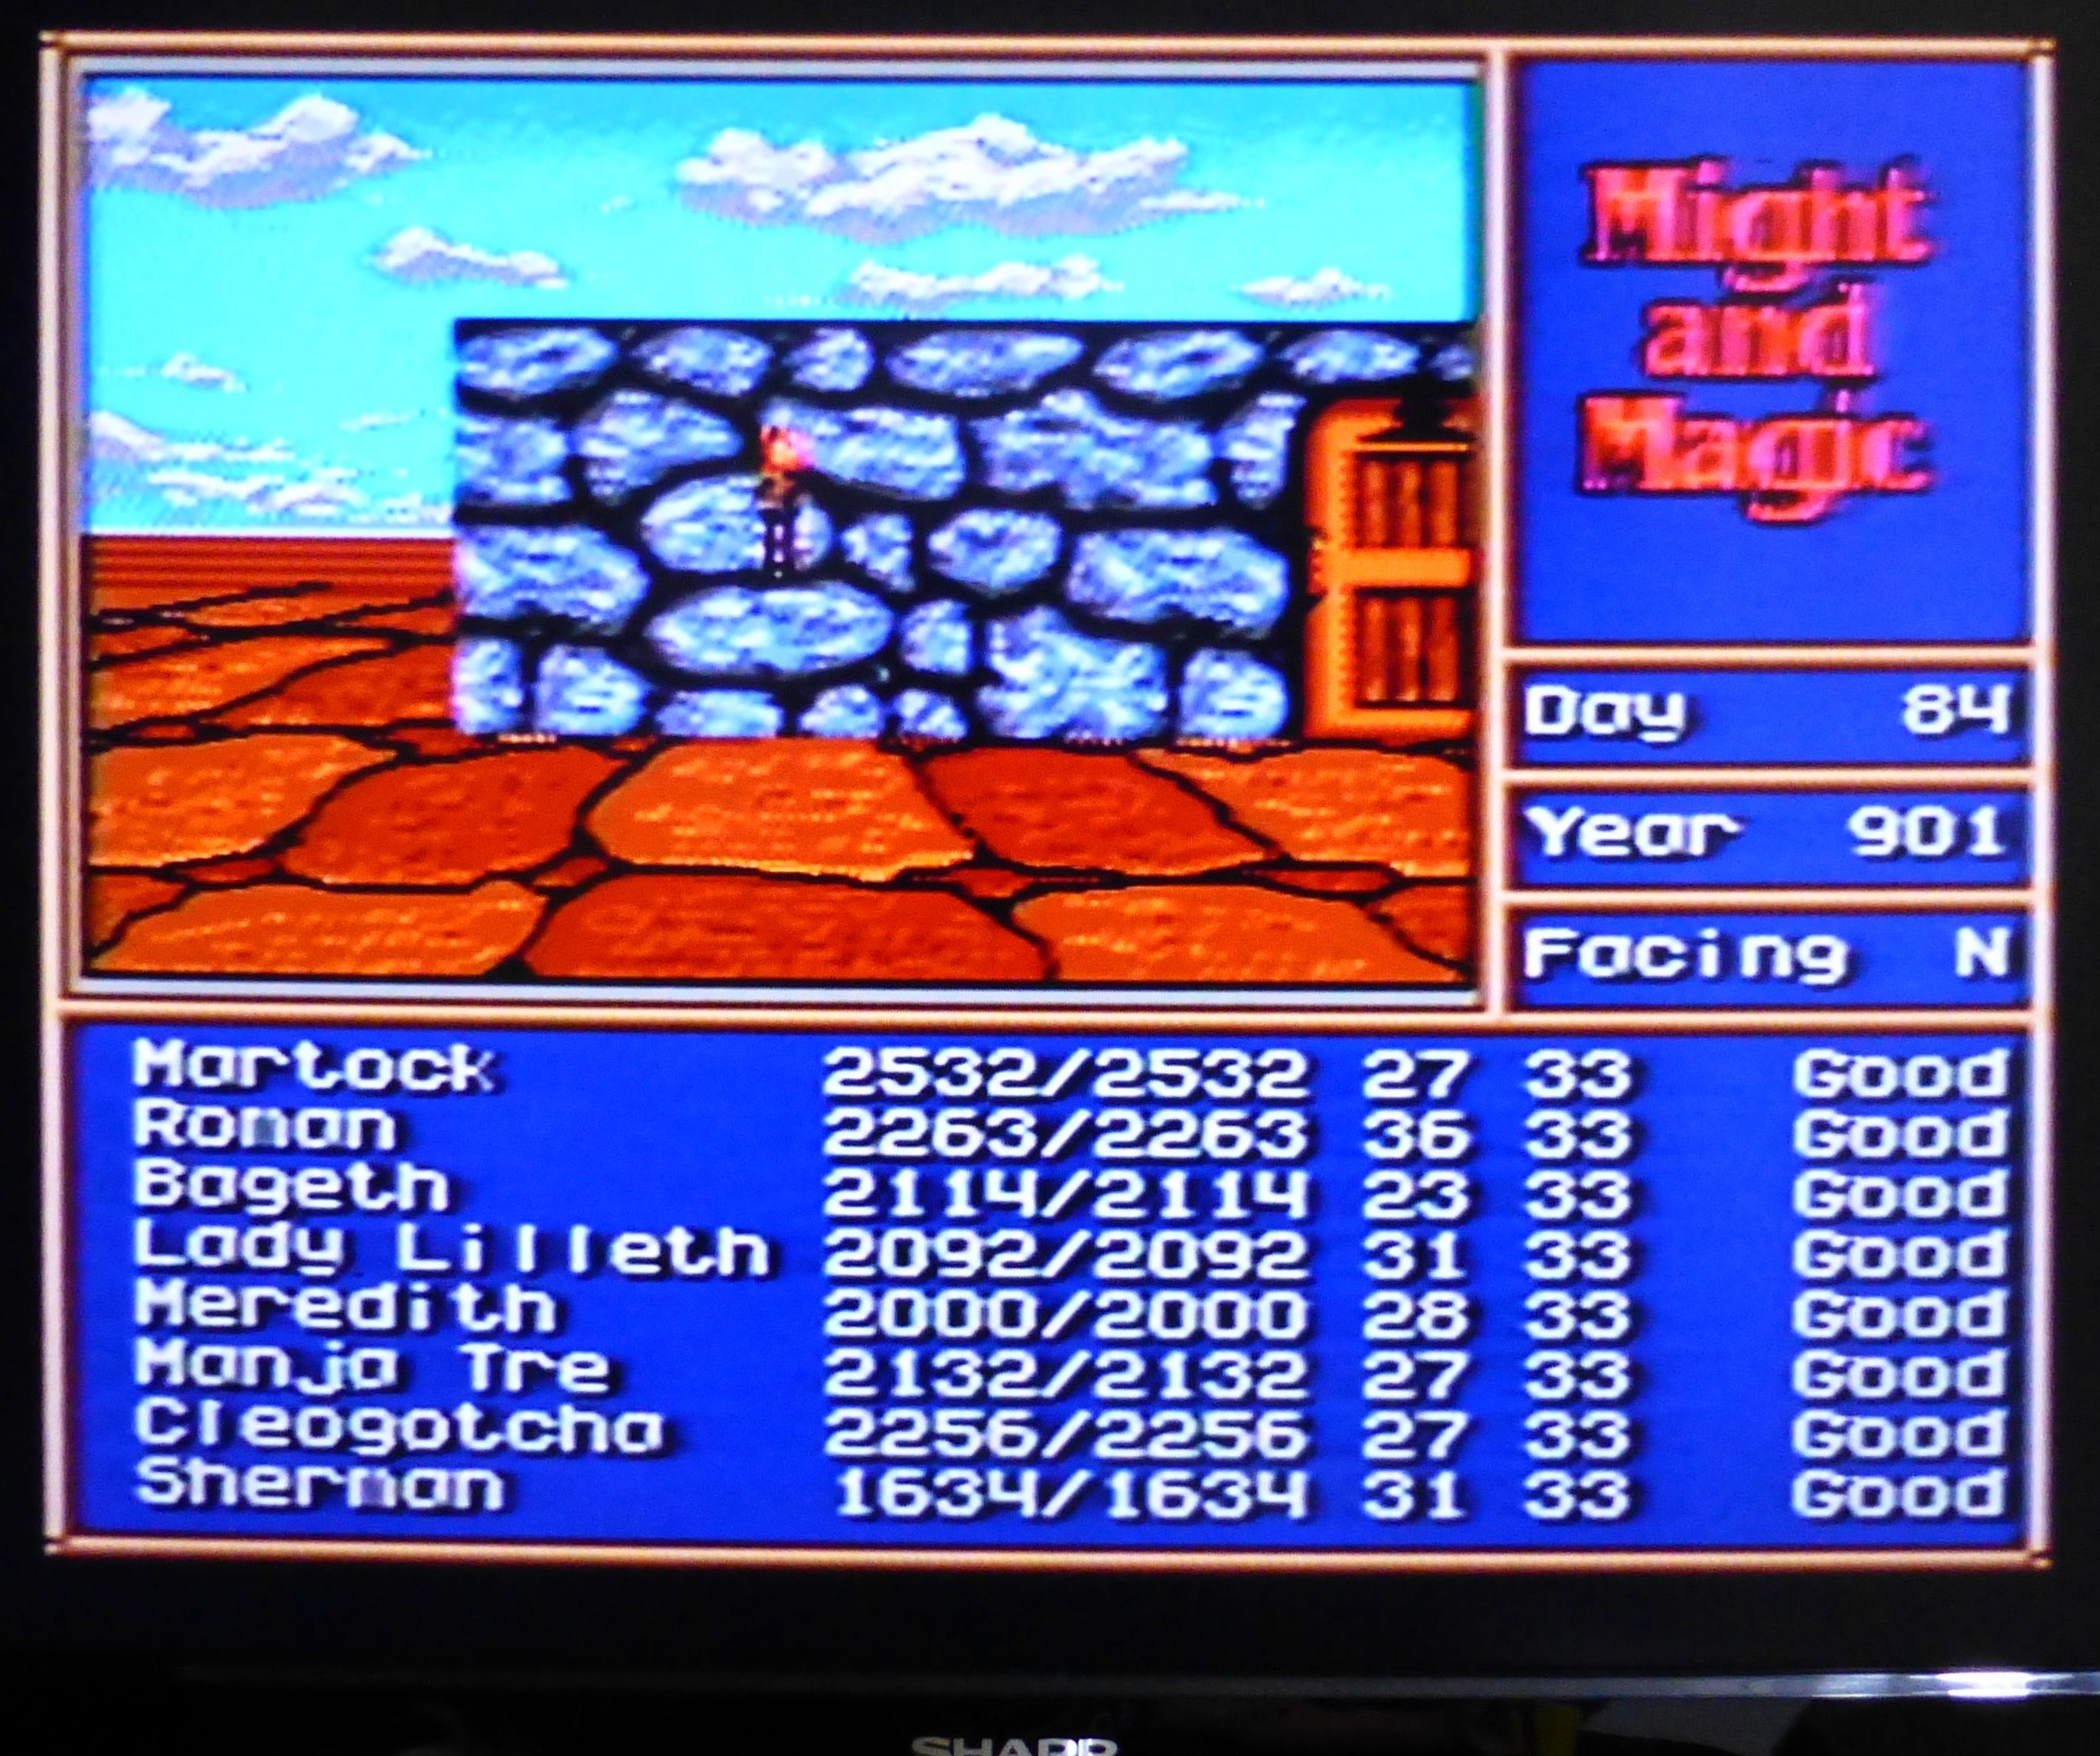 Might
and
Magic
Day 84
Year 901
Facing N
Martock 2532/2532 27 33 Good
Roman 2263/2263 36 33 Good
Bageth 2114/2114 23 33 Good
Lady Lilleth 2092/2092 31 33 Good
Meredith 2000/2000 28 33 Good
Manja Tre 2132/2132 27 33 Good
Cleogotcha 2256/2256 27 33 Good
Sherman 1634/1634 31 33 Good
SHARP